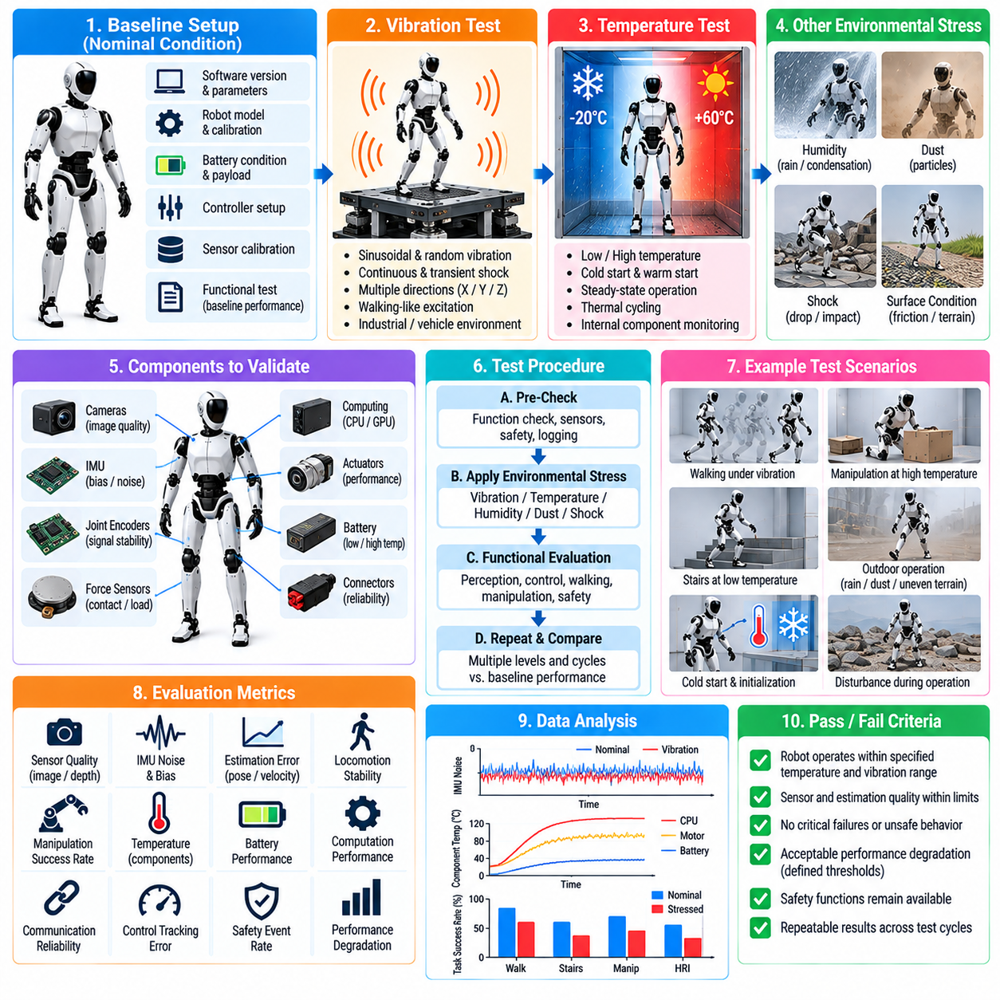 1. Baseline Setup
(Nominal Condition)
Software version
& parameters
Robot model
& calibration
Battery condition
& payload
Controller setup
Sensor calibration
Functional test
(baseline performance)
2. Vibration Test
• Sinusoidal & random vibration
• Continuous & transient shock
• Multiple directions (X / Y / Z)
• Walking-like excitation
• Industrial / vehicle environment
3. Temperature Test
-20°C
+60°C
• Low / High temperature
• Cold start & warm start
• Steady-state operation
• Thermal cycling
• Internal component monitoring
4. Other Environmental Stress
Humidity
(rain / condensation)
Dust
(particles)
Shock
(drop / impact)
Surface Condition
(friction / terrain)
5. Components to Validate
Cameras
(image quality)
IMU
(bias / noise)
Joint Encoders
(signal stability)
Force Sensors
(contact / load)
Computing
(CPU / GPU)
Actuators
(performance)
Battery
(low / high temp)
Connectors
(reliability)
6. Test Procedure
A. Pre-Check
Function check, sensors,
safety, logging
B. Apply Environmental Stress
Vibration / Temperature /
Humidity / Dust / Shock
C. Functional Evaluation
Perception, control, walking,
manipulation, safety
D. Repeat & Compare
Multiple levels and cycles
vs. baseline performance
7. Example Test Scenarios
Walking under vibration
Manipulation at high temperature
Stairs at low temperature
Outdoor operation
(rain / dust / uneven terrain)
Cold start & initialization
Disturbance during operation
8. Evaluation Metrics
Sensor Quality
(image / depth)
IMU Noise
& Bias
Estimation Error
(pose / velocity)
Locomotion
Stability
Manipulation
Success Rate
Temperature
(components)
Battery
Performance
Computation
Performance
Communication
Reliability
Control Tracking
Error
Safety Event
Rate
Performance
Degradation
9. Data Analysis
0
Nominal
Vibration
IMU Noice
Time
Component Temp (°C)
120
80
40
0
CPU
Motor
Battery
Time
Task Success Rate (%)
100
50
0
Nominal
Stressed
Walk
Stairs
Manip
HRI
10. Pass / Fail Criteria
Robot operates within specified
temperature and vibration range
Sensor and estimation quality within limits
No critical failures or unsafe behavior
Acceptable performance degradation
(defined thresholds)
Safety functions remain available
Repeatable results across test cycles